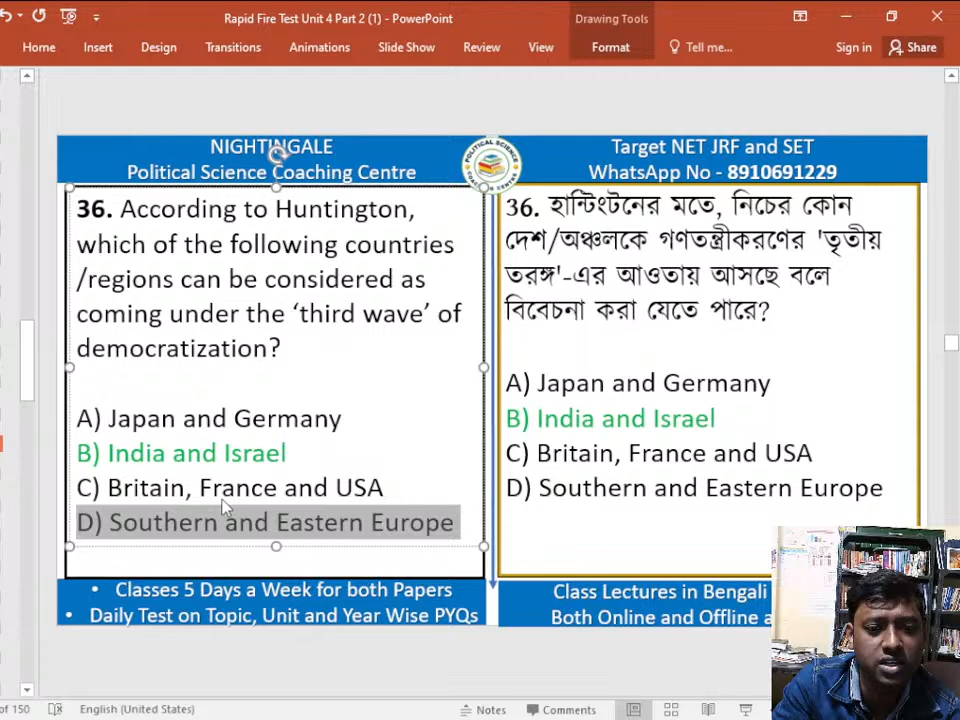 Rapid Fire Test Unit 4 Part 2 (1) - PowerPoint
Drawing Tools
Home Insert Design Transitions Animations Slide Show Review View Format Tell me... Sign in Share
NIGHTINGALE
Political Science Coaching Centre
POLITICAL SCIENCE
COACHING CENTRE
Target NET JRF and SET
WhatsApp No - 8910691229
36. According to Huntington,
which of the following countries
/regions can be considered as
coming under the ‘third wave’ of
democratization?
A) Japan and Germany
B) India and Israel
C) Britain, France and USA
D) Southern and Eastern Europe
36. হান্টিংটনের মতে, নিচের কোন
দেশ/অঞ্চলকে গণতন্ত্রীকরণের 'তৃতীয়
তরঙ্গ'-এর আওতায় আসছে বলে
বিবেচনা করা যেতে পারে?
A) Japan and Germany
B) India and Israel
C) Britain, France and USA
D) Southern and Eastern Europe
• Classes 5 Days a Week for both Papers
• Daily Test on Topic, Unit and Year Wise PYQs
Class Lectures in Bengali
Both Online and Offline
of 150 English (United States) Notes Comments